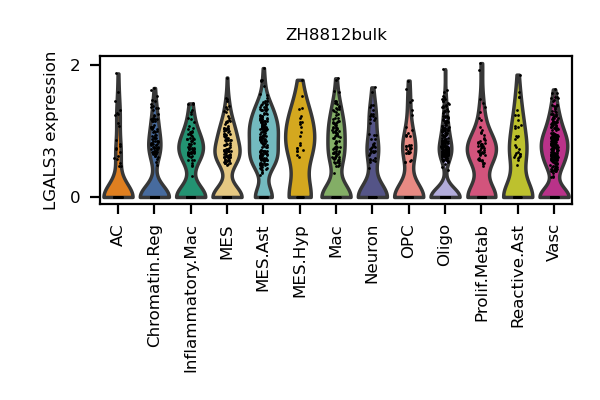 ZH8812bulk
LGALS3 expression
2
0
AC
Chromatin.Reg
Inflammatory.Mac
MES
MES.Ast
MES.Hyp
Mac
Neuron
OPC
Oligo
Prolif.Metab
Reactive.Ast
Vasc